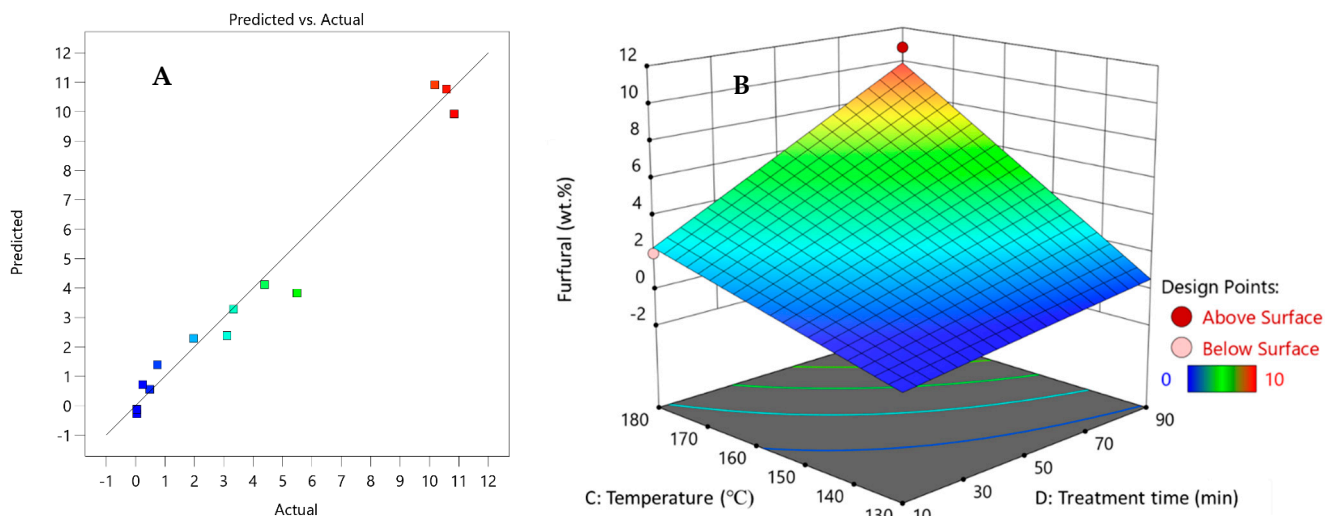 Predicted vs. Actual
A
Predicted
12
11
10
9
8
7
6
5
4
3
2
1
0
-1
-1 0 1 2 3 4 5 6 7 8 9 10 11 12
Actual
B
Furfural (wt.%)
12
10
8
6
4
2
0
-2
180
170
160
150
140
130
10
30
50
70
90
C: Temperature (℃)
D: Treatment time (min)
Design Points:
Above Surface
Below Surface
0 10